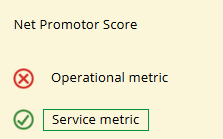 Net Promotor Score
Operational metric
Service metric